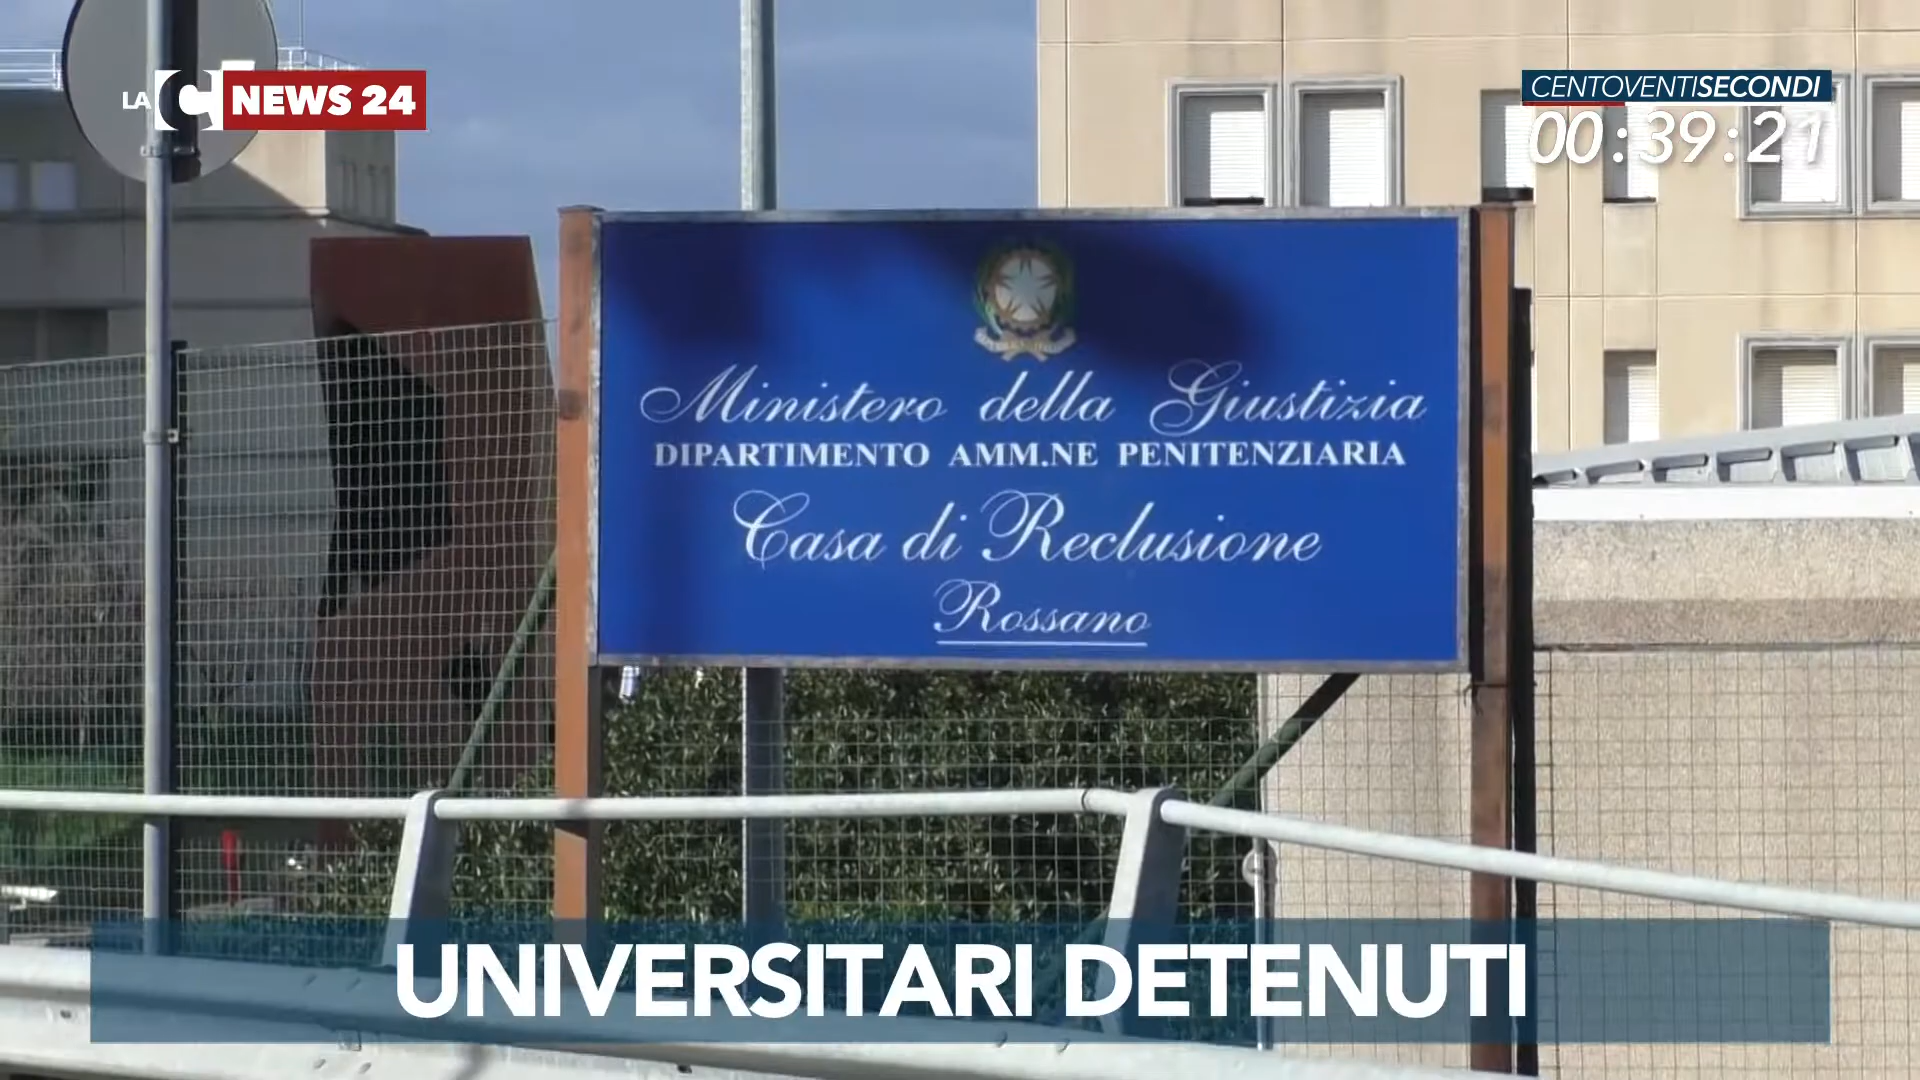 LA C NEWS 24
CENTOVENTISECONDI
00:39:21
Ministero della Giustizia
DIPARTIMENTO AMM.NE PENITENZIARIA
Casa di Reclusione
Rossano
UNIVERSITARI DETENUTI